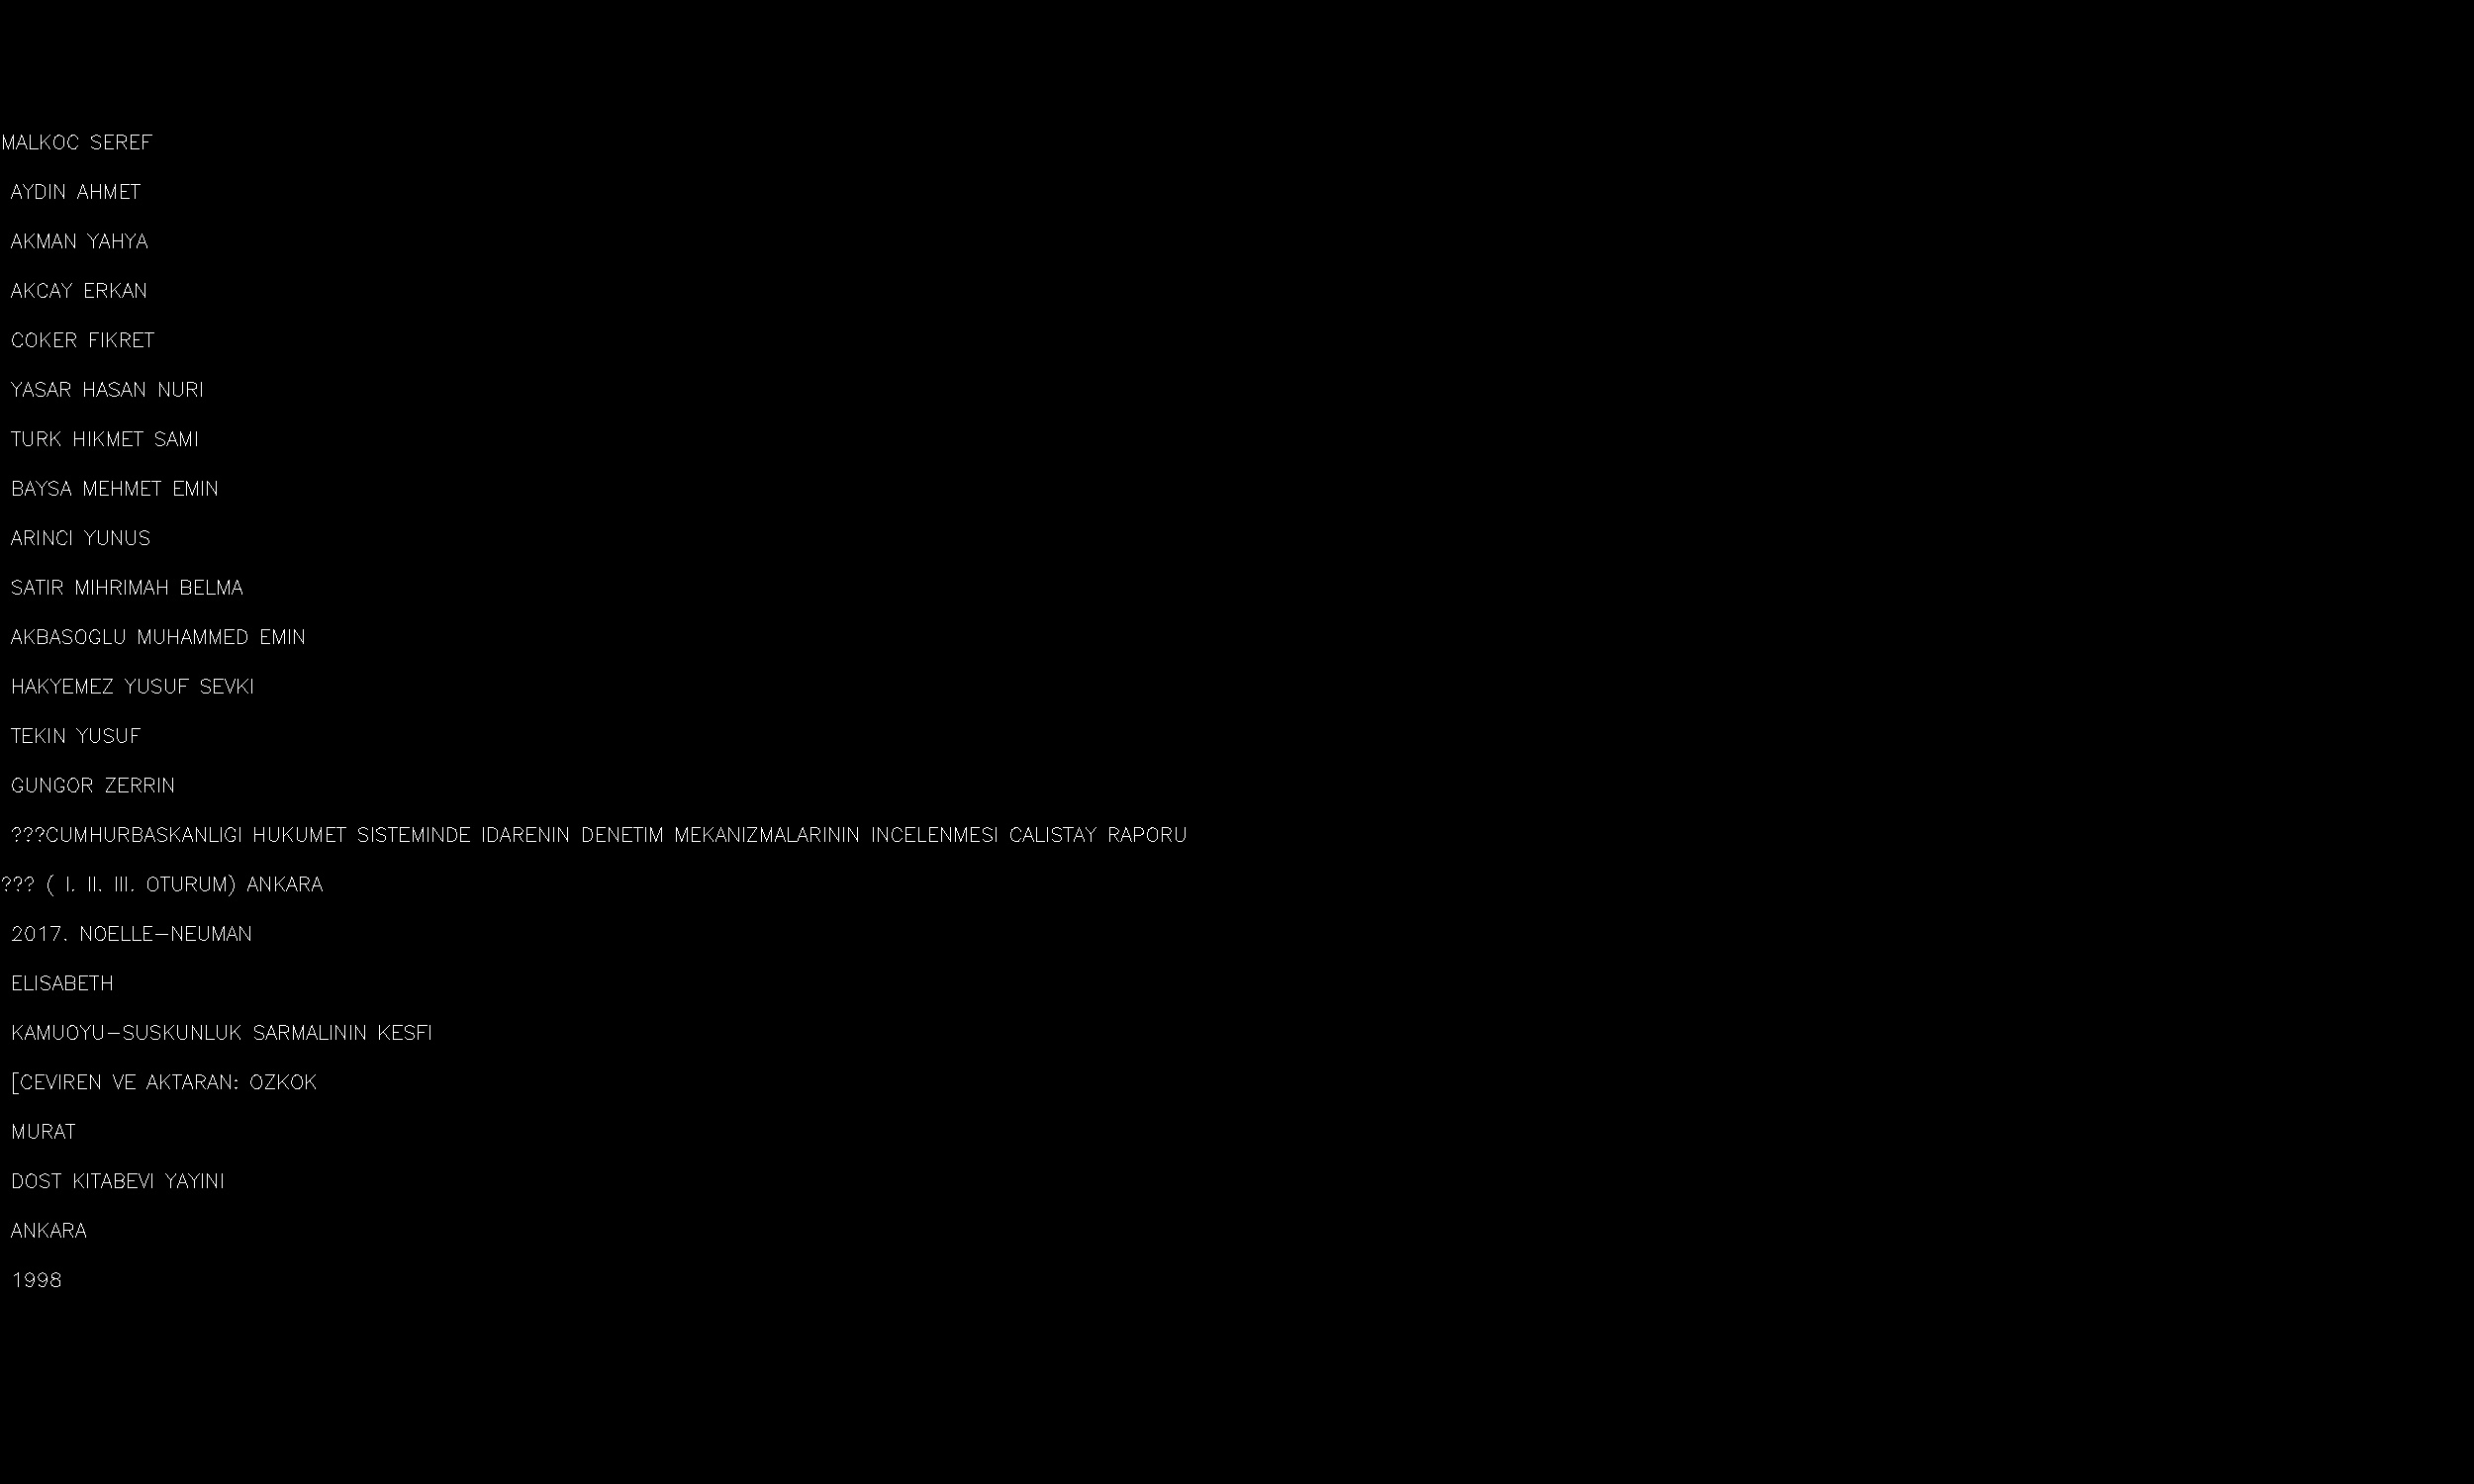 MALKOC SEREF
AYDIN AHMET
AKMAN YAHYA
AKCAY ERKAN
COKER FIKRET
YASAR HASAN NURI
TURK HIKMET SAMI
BAYSA MEHMET EMIN
ARINCI YUNUS
SATIR MIHRIMAH BELMA
AKBASOGLU MUHAMMED EMIN
HAKYEMEZ YUSUF SEVKI
TEKIN YUSUF
GUNGOR ZERRIN
???CUMHURBASKANLIGI HUKUMET SISTEMINDE IDARENIN DENETIM MEKANIZMALARININ INCELENMESI CALISTAY RAPORU
??? ( I. II. III. OTURUM) ANKARA
2017. NOELLE-NEUMAN
ELISABETH
KAMUOYU-SUSKUNLUK SARMALININ KESFI
[CEVIREN VE AKTARAN: OZKOK
MURAT
DOST KITABEVI YAYINI
ANKARA
1998